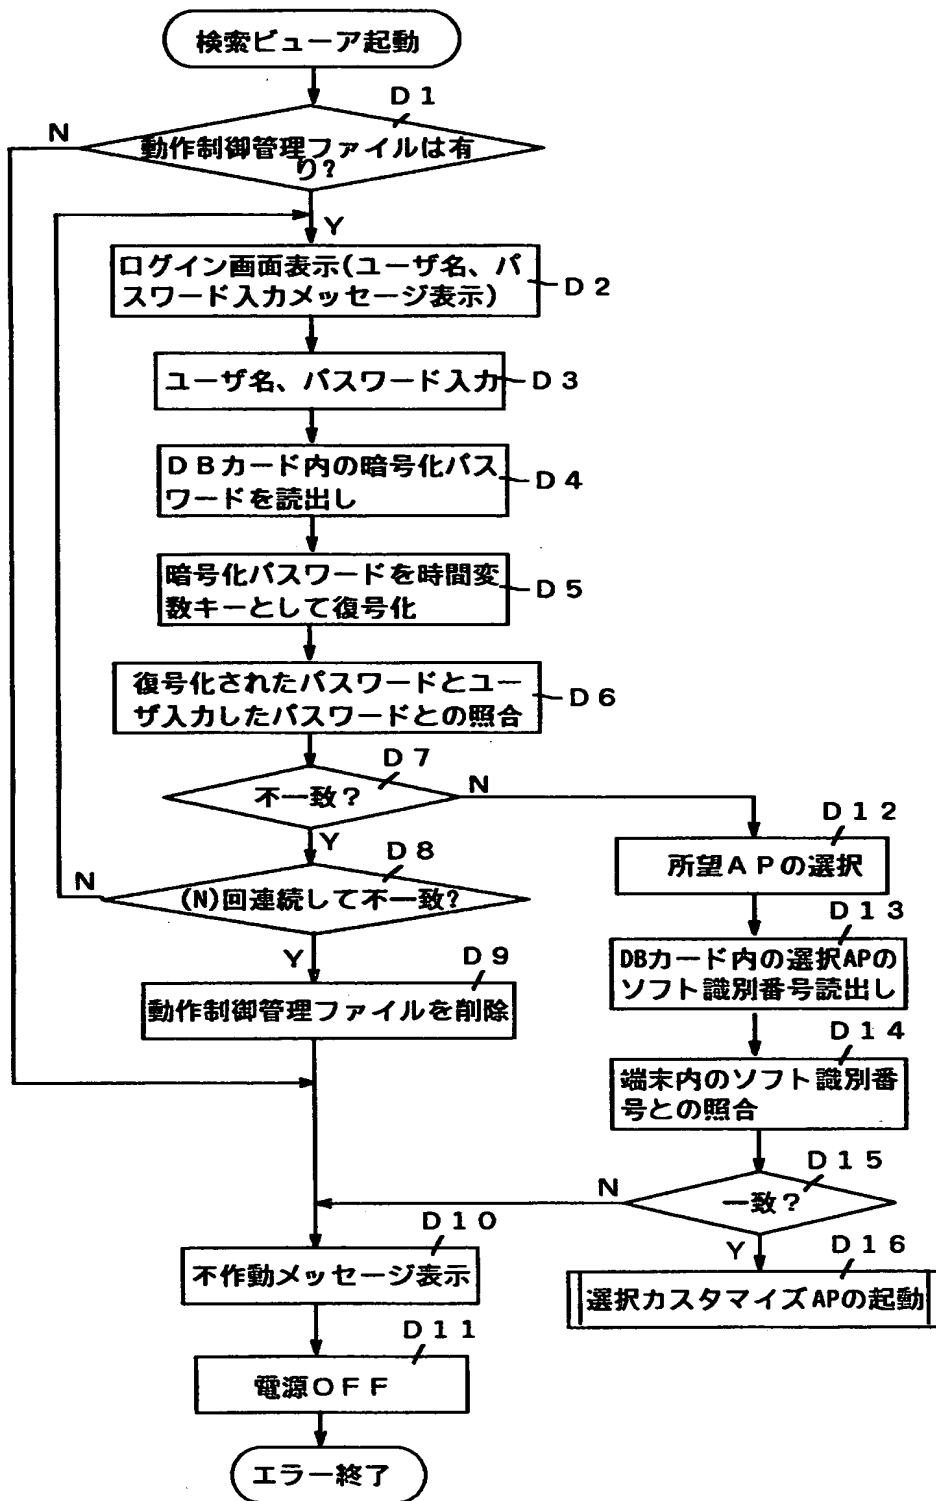 検索ビューア起動
D1
N
動作制御管理ファイルは有
り?
Y
ログイン画面表示(ユーザ名、パ
スワード入力メッセージ表示)
D2
ユーザ名、パスワード入力
D3
DBカード内の暗号化パス
ワードを読出し
D4
暗号化パスワードを時間変
数キーとして復号化
D5
復号化されたパスワードとユー
ザ入力したパスワードとの照合
D6
D7
不一致?
N
Y
D8
N
(N)回連続して不一致?
Y
D9
動作制御管理ファイルを削除
D12
所望APの選択
D13
DBカード内の選択APの
ソフト識別番号読出し
D14
端末内のソフト識別番
号との照合
D15
N
一致?
Y
D10
不作動メッセージ表示
D16
選択カスタマイズAPの起動
D11
電源OFF
エラー終了